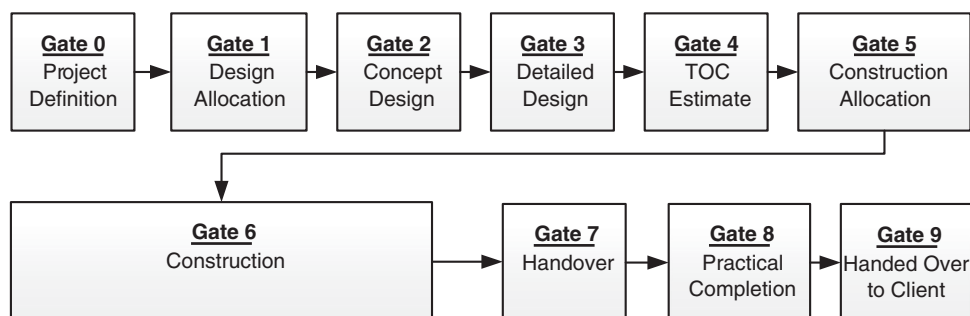 Gate 0
Project
Definition
Gate 1
Design
Allocation
Gate 2
Concept
Design
Gate 3
Detailed
Design
Gate 4
TOC
Estimate
Gate 5
Construction
Allocation
Gate 6
Construction
Gate 7
Handover
Gate 8
Practical
Completion
Gate 9
Handed Over
to Client